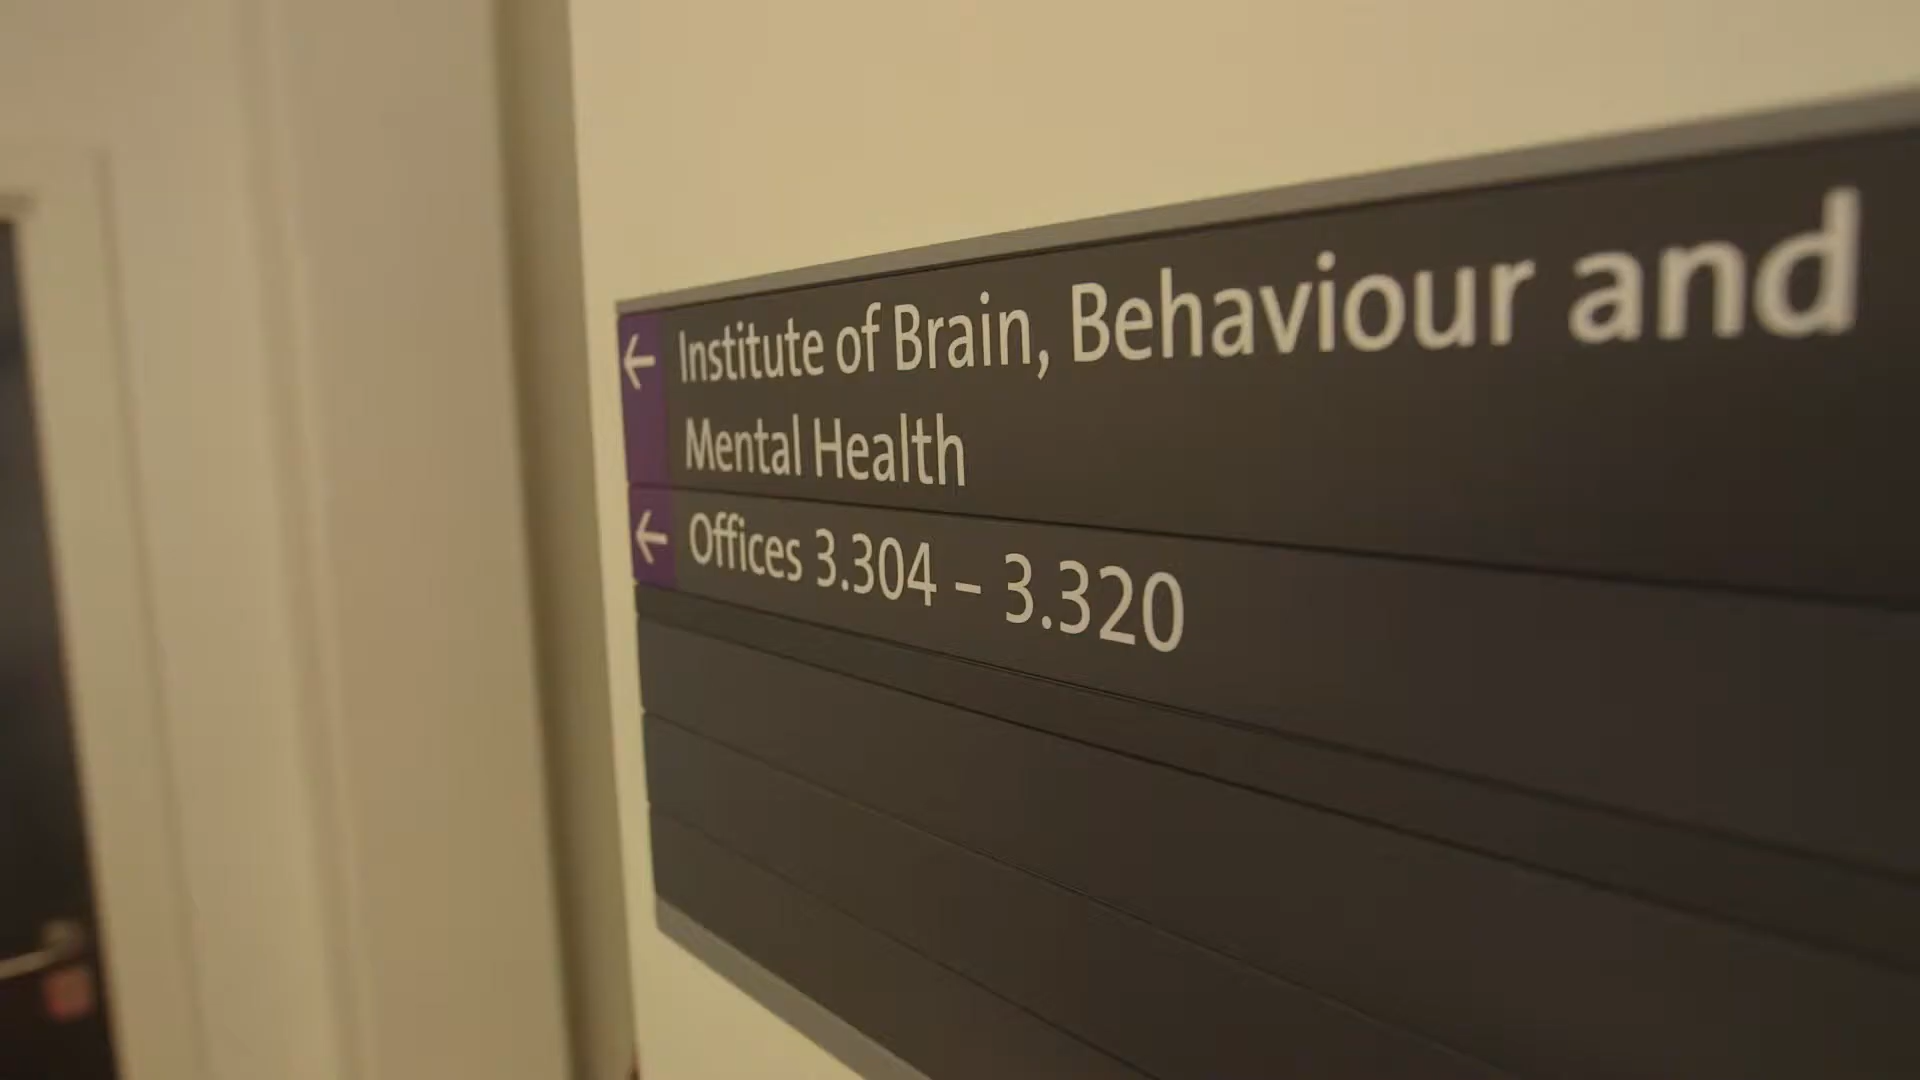 ← Institute of Brain, Behaviour and
Mental Health
← Offices 3.304 – 3.320